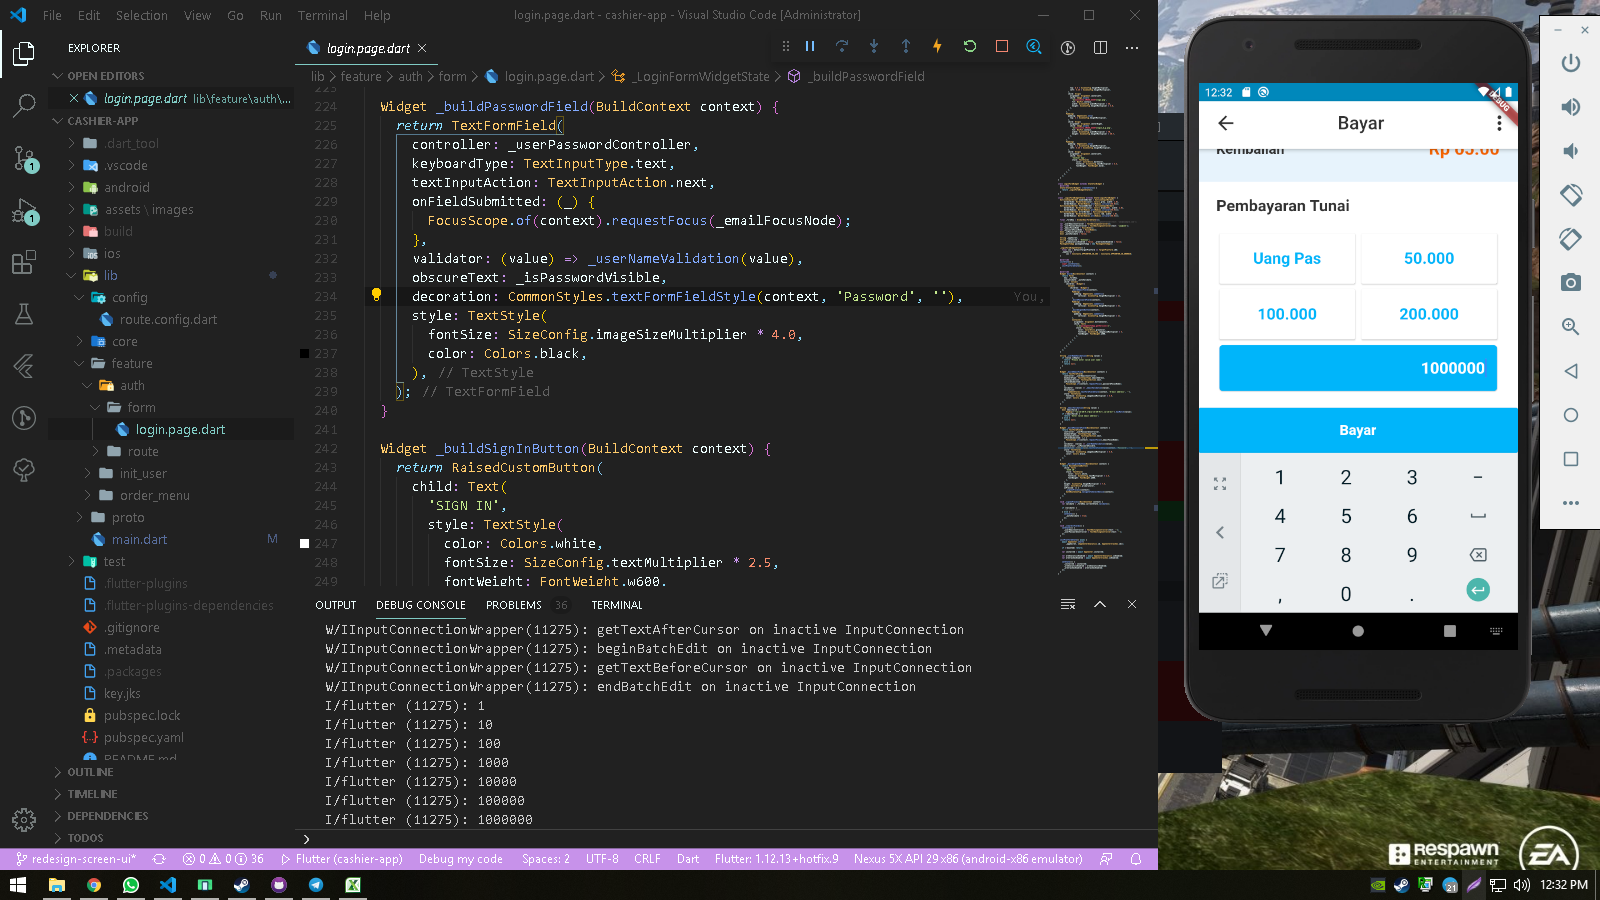 File Edit Selection View Go Run Terminal Help
login.page.dart - cashier-app - Visual Studio Code [Administrator]
EXPLORER
OPEN EDITORS
login.page.dart lib\feature\auth\...
CASHIER-APP
.dart_tool
.vscode
android
assets \ images
build
ios
lib
config
route.config.dart
core
feature
auth
form
login.page.dart
route
init_user
order_menu
proto
main.dart M
test
.flutter-plugins
.flutter-plugins-dependencies
.gitignore
.metadata
.packages
key.jks
pubspec.lock
pubspec.yaml
README.md
OUTLINE
TIMELINE
DEPENDENCIES
TODOS
1
1
login.page.dart
lib > feature > auth > form > login.page.dart > _LoginFormWidgetState > _buildPasswordField
223
224 Widget _buildPasswordField(BuildContext context) {
225 return TextFormField(
226 controller: _userPasswordController,
227 keyboardType: TextInputType.text,
228 textInputAction: TextInputAction.next,
229 onFieldSubmitted: (_) {
230 FocusScope.of(context).requestFocus(_emailFocusNode);
231 },
232 validator: (value) => _userNameValidation(value),
233 obscureText: _isPasswordVisible,
234 decoration: CommonStyles.textFormFieldStyle(context, 'Password', ''), You,
235 style: TextStyle(
236 fontSize: SizeConfig.imageSizeMultiplier * 4.0,
237 color: Colors.black,
238 ), // TextStyle
239 ); // TextFormField
240 }
241
242 Widget _buildSignInButton(BuildContext context) {
243 return RaisedCustomButton(
244 child: Text(
245 'SIGN IN',
246 style: TextStyle(
247 color: Colors.white,
248 fontSize: SizeConfig.textMultiplier * 2.5,
249 fontWeight: FontWeight.w600.
OUTPUT DEBUG CONSOLE PROBLEMS 36 TERMINAL
W/IInputConnectionWrapper(11275): getTextAfterCursor on inactive InputConnection
W/IInputConnectionWrapper(11275): beginBatchEdit on inactive InputConnection
W/IInputConnectionWrapper(11275): getTextBeforeCursor on inactive InputConnection
W/IInputConnectionWrapper(11275): endBatchEdit on inactive InputConnection
I/flutter (11275): 1
I/flutter (11275): 10
I/flutter (11275): 100
I/flutter (11275): 1000
I/flutter (11275): 10000
I/flutter (11275): 100000
I/flutter (11275): 1000000
redesign-screen-ui* 0 0 36 Flutter (cashier-app) Debug my code Spaces: 2 UTF-8 CRLF Dart Flutter: 1.12.13+hotfix.9 Nexus 5X API 29 x86 (android-x86 emulator)
12:32
DEBUG
Bayar
Kembalian Rp 65.00
Pembayaran Tunai
Uang Pas 50.000
100.000 200.000
1000000
Bayar
1 2 3 -
4 5 6
7 8 9
, 0 .
RESPAWN
ENTERTAINMENT
EA
21
12:32 PM